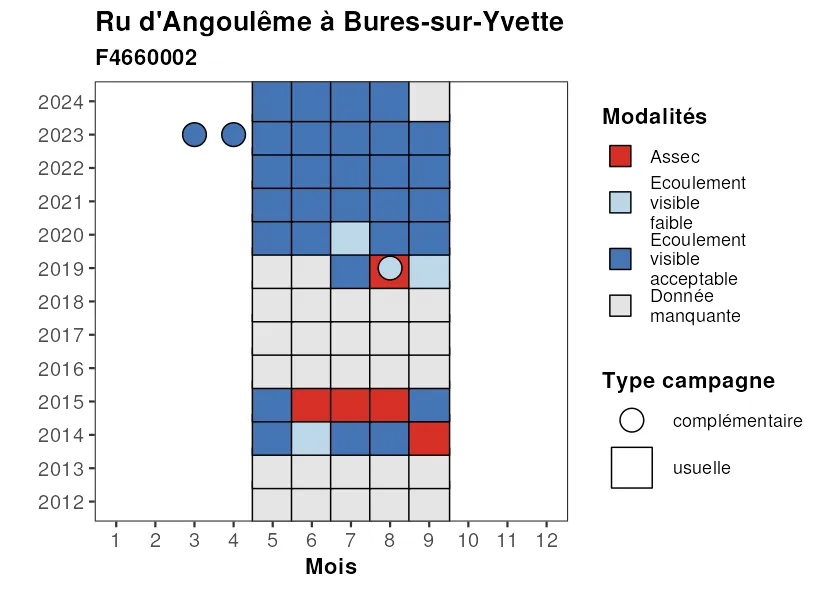 Ru d'Angoulême à Bures-sur-Yvette
F4660002
2024
2023
2022
2021
2020
2019
2018
2017
2016
2015
2014
2013
2012
1 2 3 4 5 6 7 8 9 10 11 12
Mois
Modalités
Assec
Ecoulement
visible
faible
Ecoulement
visible
acceptable
Donnée
manquante
Type campagne
complémentaire
usuelle